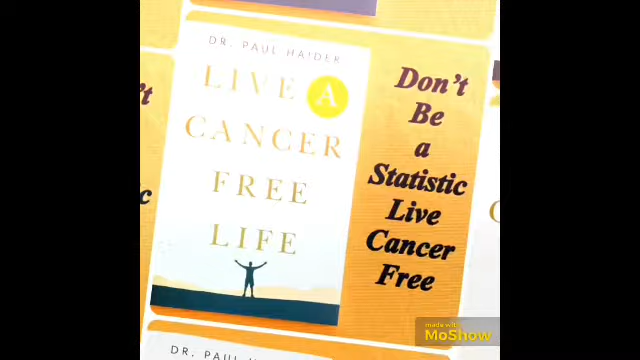 DR. PAUL HAIDER
LIVE A
CANCER
FREE
LIFE
Don't
Be
a
Statistic
Live
Cancer
Free
made with
MoShow
DR. PAUL